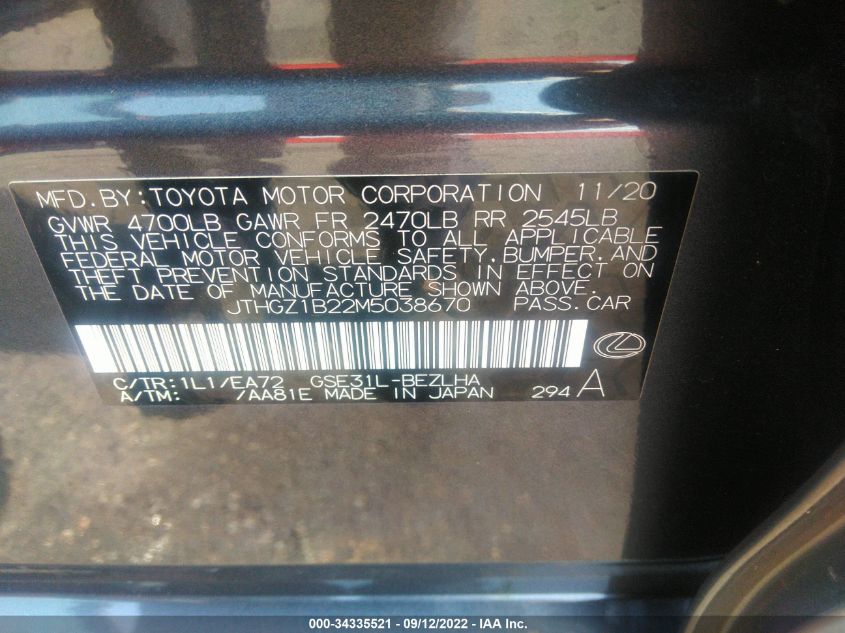 MFD.BY:TOYOTA MOTOR CORPORATION 11/20
GVWR 4700LB GAWR FR 2470LB RR 2545LB
THIS VEHICLE CONFORMS TO ALL APPLICABLE
FEDERAL MOTOR VEHICLE SAFETY,BUMPER,AND
THEFT PREVENTION STANDARDS IN EFFECT ON
THE DATE OF MANUFACTURE SHOWN ABOVE.
JTHGZ1B22M5038670 PASS.CAR
C/TR:1L1/EA72 GSE31L-BEZLHA
A/TM: /AA81E MADE IN JAPAN 294 A
000-34335521 - 09/12/2022 - IAA Inc.